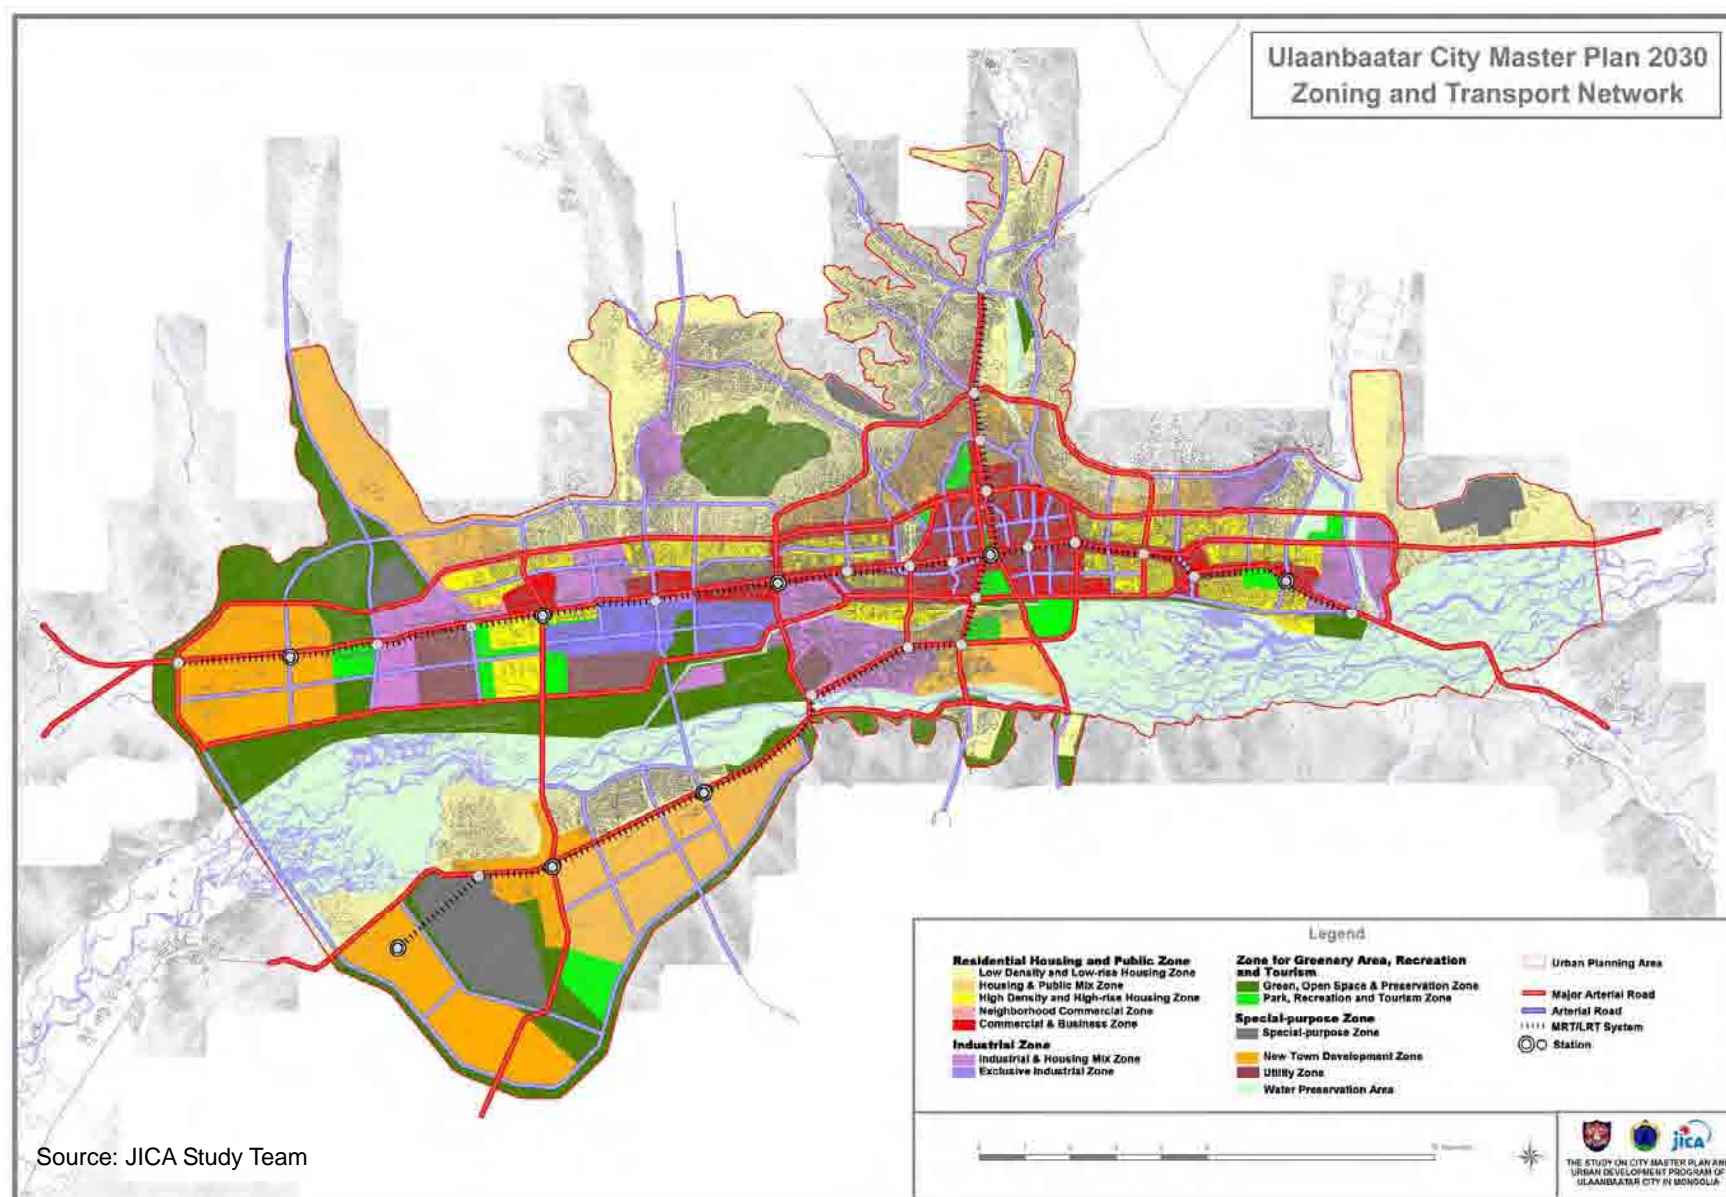 Ulaanbaatar City Master Plan 2030
Zoning and Transport Network
Legend
Residential Housing and Public Zone
Low Density and Low-rise Housing Zone
Housing & Public Mix Zone
High Density and High-rise Housing Zone
Neighborhood Commercial Zone
Commercial & Business Zone
Industrial Zone
Industrial & Housing Mix Zone
Exclusive Industrial Zone
Zone for Greenery Area, Recreation
and Tourism
Green, Open Space & Preservation Zone
Park, Recreation and Tourism Zone
Special-purpose Zone
Special-purpose Zone
New Town Development Zone
Utility Zone
Water Preservation Area
Urban Planning Area
Major Arterial Road
Arterial Road
MRT/LRT System
Station
Source: JICA Study Team
jICA
THE STUDY ON CITY MASTER PLAN AND
URBAN DEVELOPMENT PROGRAM OF
ULAANBAATAR CITY IN MONGOLIA